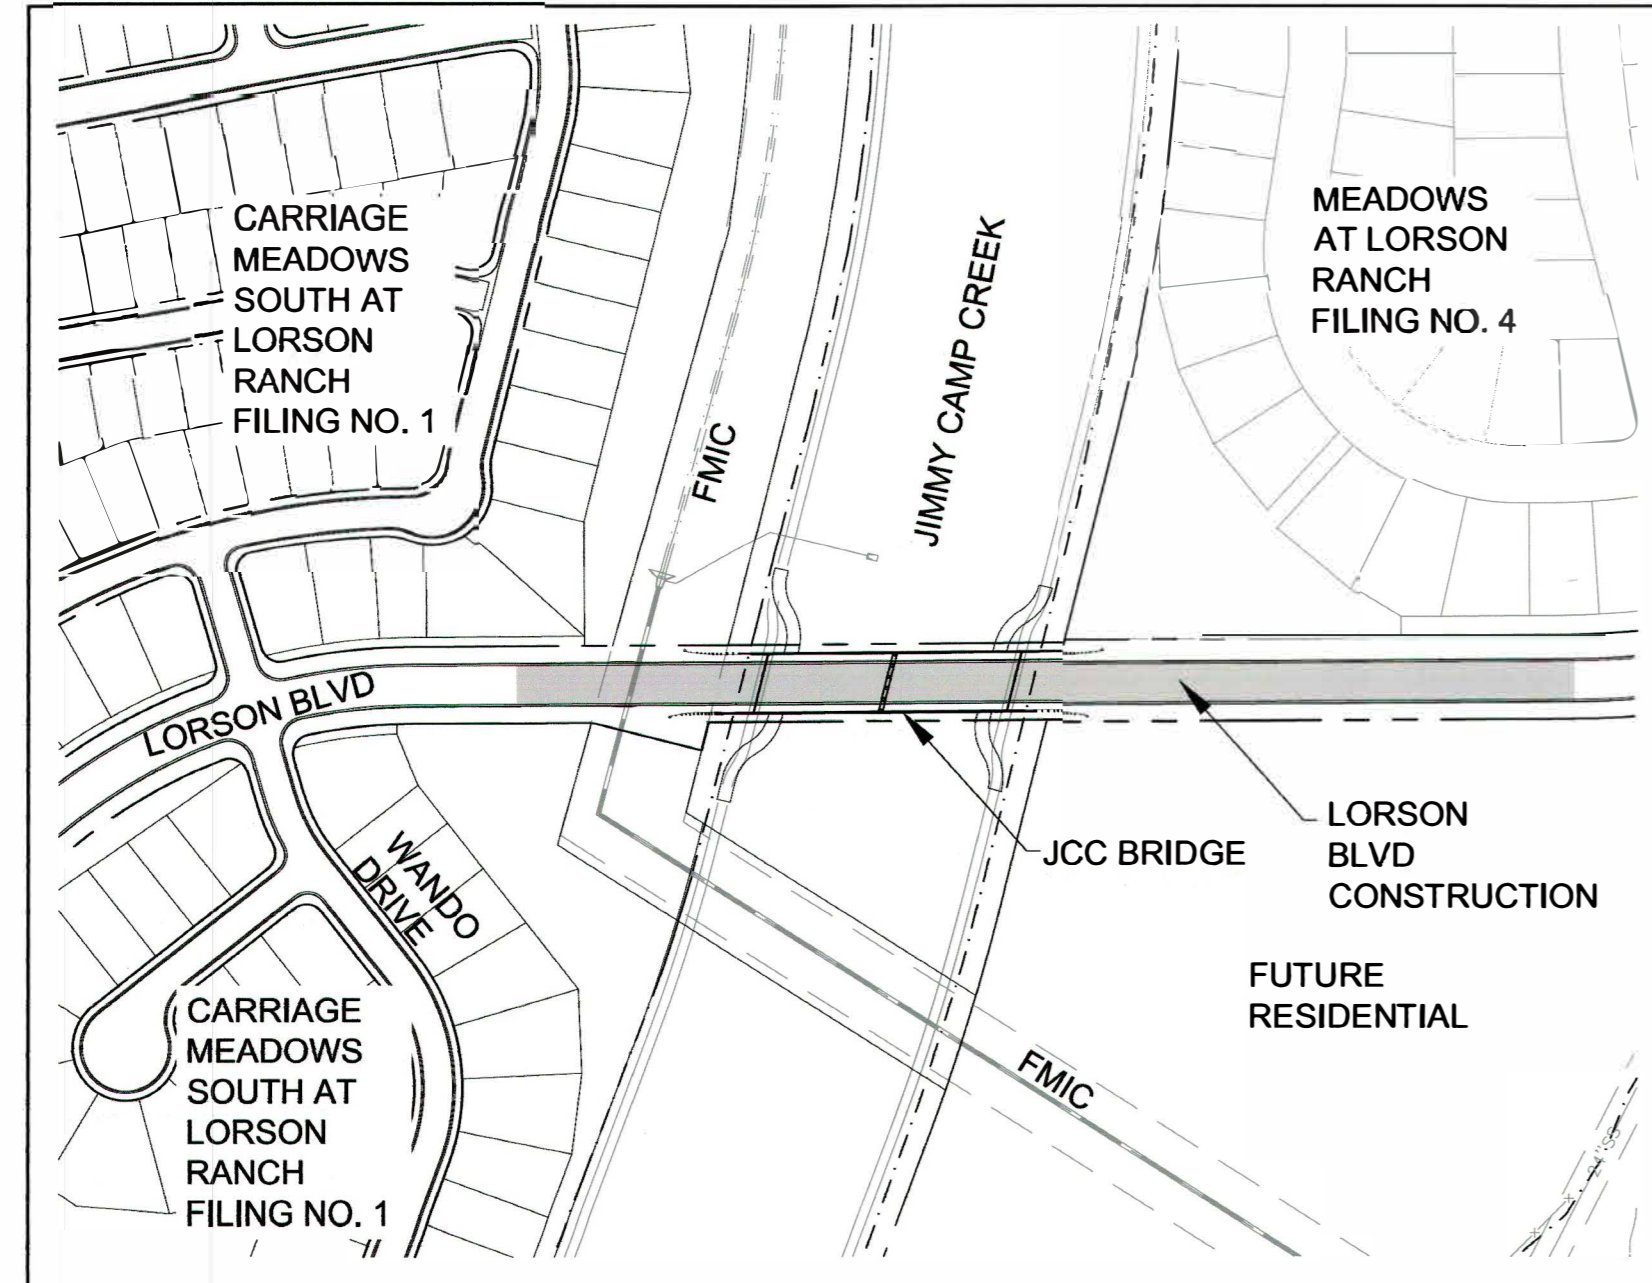 CARRIAGE
MEADOWS
SOUTH AT
LORSON
RANCH
FILING NO. 1
FMIC
JIMMY CAMP CREEK
MEADOWS
AT LORSON
RANCH
FILING NO. 4
LORSON BLVD
WANDO
DRIVE
JCC BRIDGE
LORSON
BLVD
CONSTRUCTION
FUTURE
RESIDENTIAL
CARRIAGE
MEADOWS
SOUTH AT
LORSON
RANCH
FILING NO. 1
FMIC
24"SS